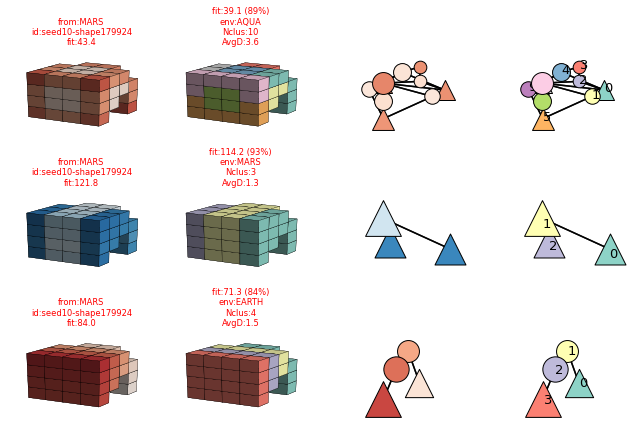 from:MARS
id:seed10-shape179924
fit:43.4
fit:39.1 (89%)
env:AQUA
Nclus:10
AvgD:3.6
3
4
2
0
1
5
from:MARS
id:seed10-shape179924
fit:121.8
fit:114.2 (93%)
env:MARS
Nclus:3
AvgD:1.3
1
2
0
from:MARS
id:seed10-shape179924
fit:84.0
fit:71.3 (84%)
env:EARTH
Nclus:4
AvgD:1.5
1
2
0
3